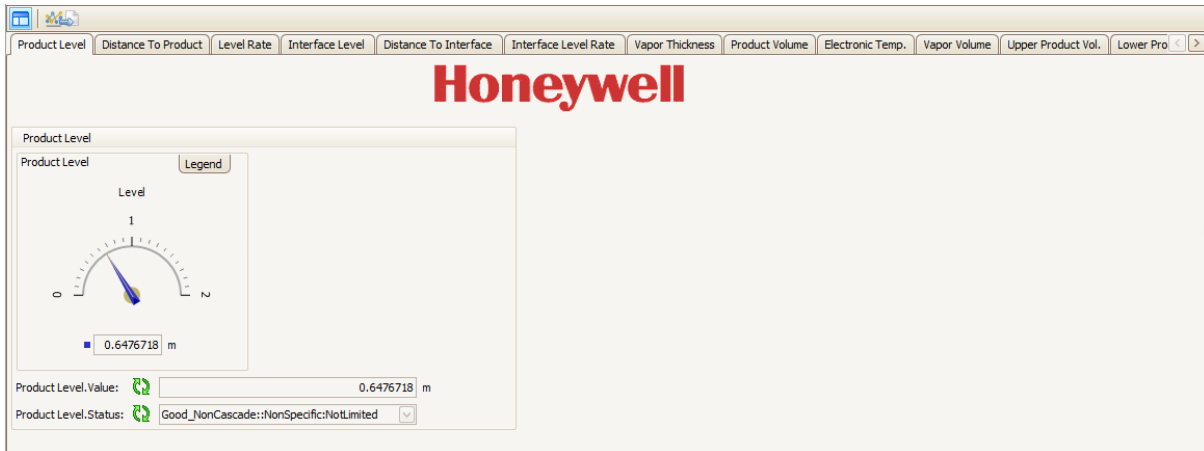 Product Level Distance To Product Level Rate Interface Level Distance To Interface Interface Level Rate Vapor Thickness Product Volume Electronic Temp. Vapor Volume Upper Product Vol. Lower Pro
Honeywell
Product Level
Product Level Legend
Level
1
0 2
0.6476718 m
Product Level.Value: 0.6476718 m
Product Level.Status: Good_NonCascade::NonSpecific:NotLimited